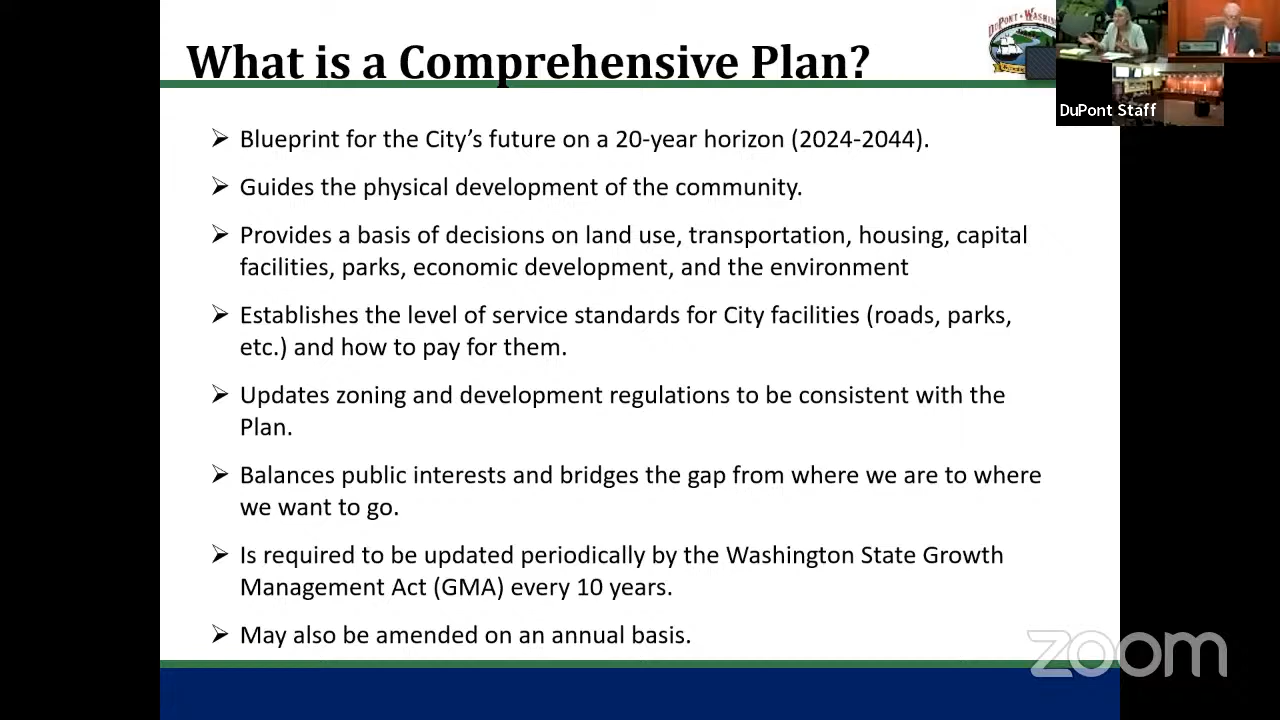 What is a Comprehensive Plan?
DUPONT WASHI
DuPont Staff
➢ Blueprint for the City’s future on a 20-year horizon (2024-2044).
➢ Guides the physical development of the community.
➢ Provides a basis of decisions on land use, transportation, housing, capital
facilities, parks, economic development, and the environment
➢ Establishes the level of service standards for City facilities (roads, parks,
etc.) and how to pay for them.
➢ Updates zoning and development regulations to be consistent with the
Plan.
➢ Balances public interests and bridges the gap from where we are to where
we want to go.
➢ Is required to be updated periodically by the Washington State Growth
Management Act (GMA) every 10 years.
➢ May also be amended on an annual basis.
zoom